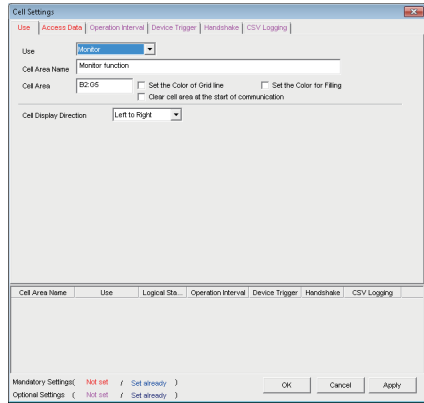 Cell Settings
Use Access Data Operation Interval Device Trigger Handshake CSV Logging
Use Monitor
Cell Area Name Monitor function
Cell Area B2:G5 Set the Color of Grid line Set the Color for Filling
Clear cell area at the start of communication
Cell Display Direction Left to Right
Cell Area Name Use Logical Sta... Operation Interval Device Trigger Handshake CSV Logging
Mandatory Settings( Not set / Set already )
Optional Settings ( Not set / Set already )
OK Cancel Apply